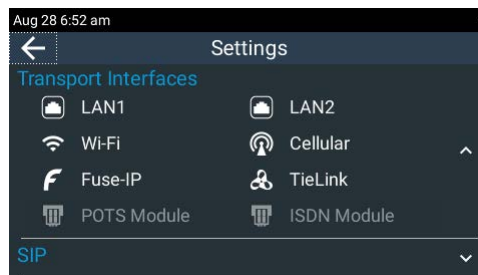 Aug 28 6:52 am
Settings
Transport Interfaces
LAN1 LAN2
Wi-Fi Cellular
Fuse-IP TieLink
POTS Module ISDN Module
SIP